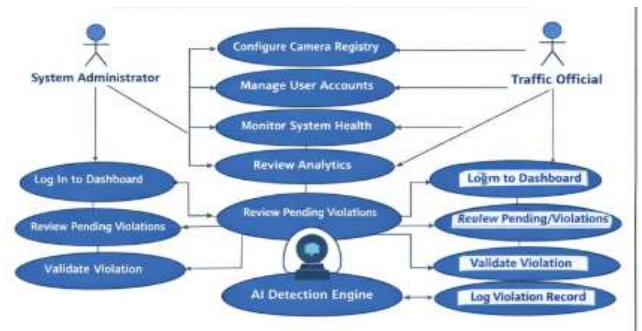 System Administrator
Traffic Official
Configure Camera Registry
Manage User Accounts
Monitor System Health
Review Analytics
Log In to Dashboard
Review Pending Violations
Validate Violation
Review Pending Violations
AI Detection Engine
Logm to Dashboard
Review Pending/Violations
Validate Violation
Log Violation Record